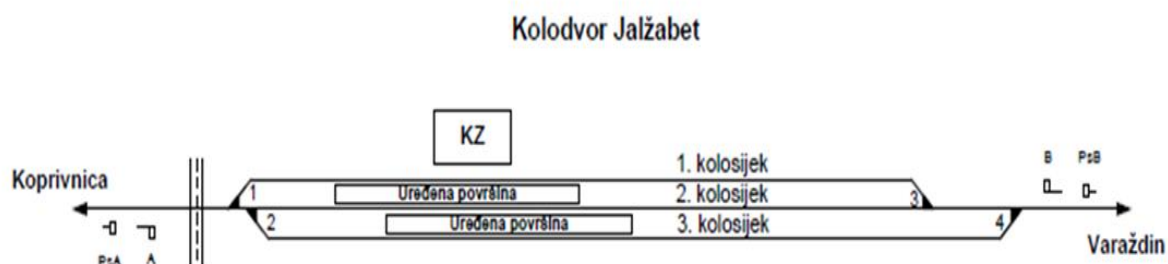 Kolodvor Jalžabet
KZ
1. kolosijek
B PsB
Koprivnica
1 Uređena površina 2. kolosijek 3
2 Uređena površina 3. kolosijek 4
Varaždin
PsA A